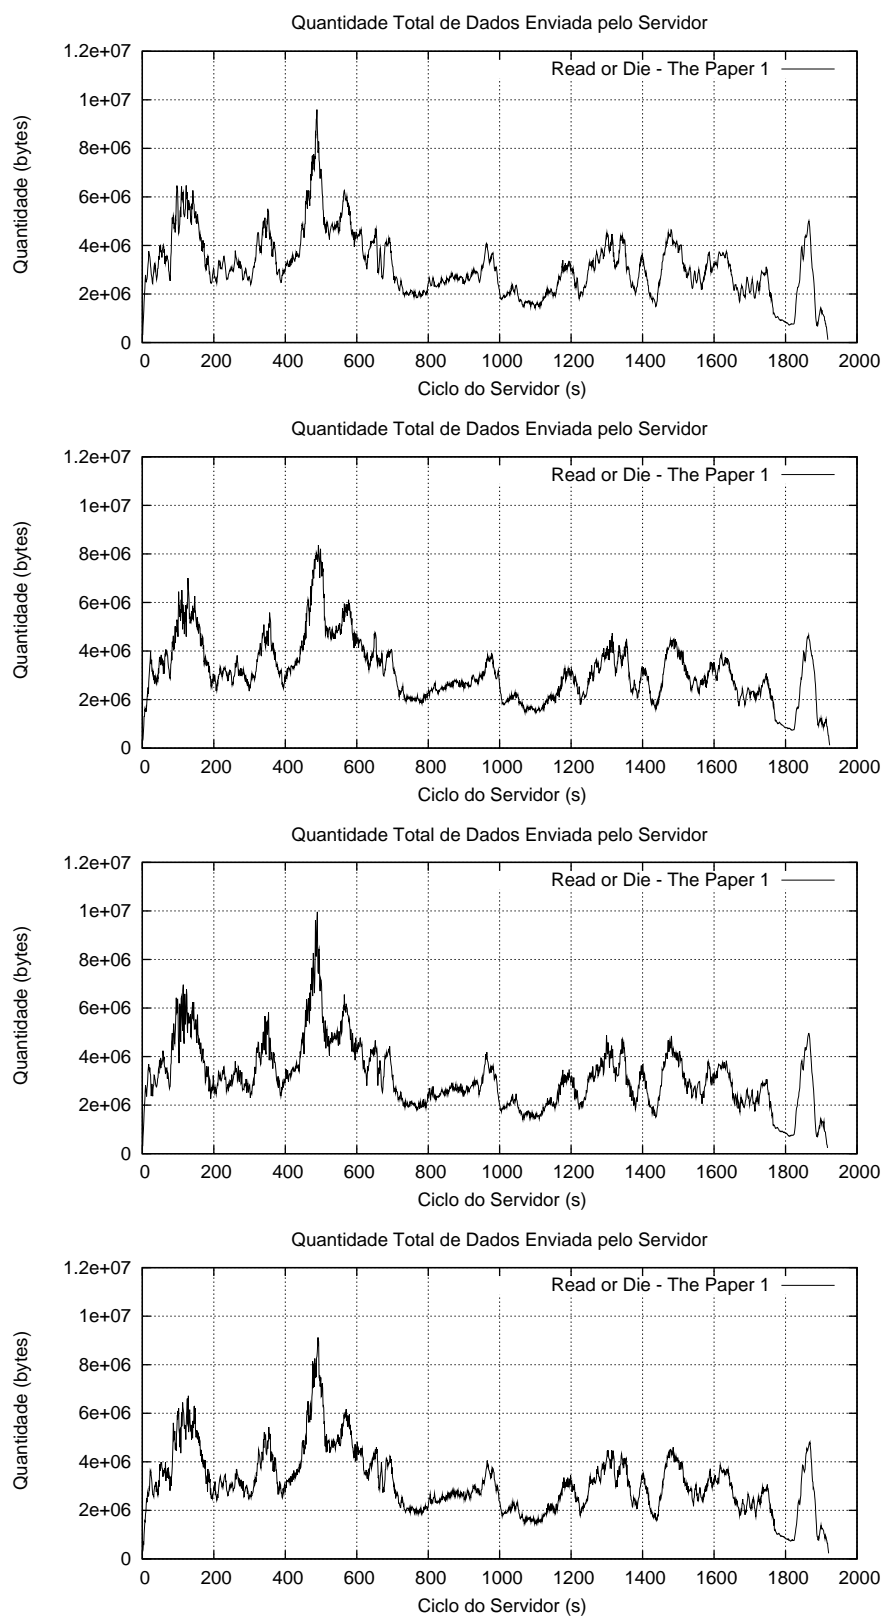 Quantidade Total de Dados Enviada pelo Servidor
1.2e+07
Read or Die - The Paper 1
1e+07
8e+06
6e+06
4e+06
2e+06
0
Quantidade (bytes)
0 200 400 600 800 1000 1200 1400 1600 1800 2000
Ciclo do Servidor (s)
Quantidade Total de Dados Enviada pelo Servidor
1.2e+07
Read or Die - The Paper 1
1e+07
8e+06
6e+06
4e+06
2e+06
0
Quantidade (bytes)
0 200 400 600 800 1000 1200 1400 1600 1800 2000
Ciclo do Servidor (s)
Quantidade Total de Dados Enviada pelo Servidor
1.2e+07
Read or Die - The Paper 1
1e+07
8e+06
6e+06
4e+06
2e+06
0
Quantidade (bytes)
0 200 400 600 800 1000 1200 1400 1600 1800 2000
Ciclo do Servidor (s)
Quantidade Total de Dados Enviada pelo Servidor
1.2e+07
Read or Die - The Paper 1
1e+07
8e+06
6e+06
4e+06
2e+06
0
Quantidade (bytes)
0 200 400 600 800 1000 1200 1400 1600 1800 2000
Ciclo do Servidor (s)